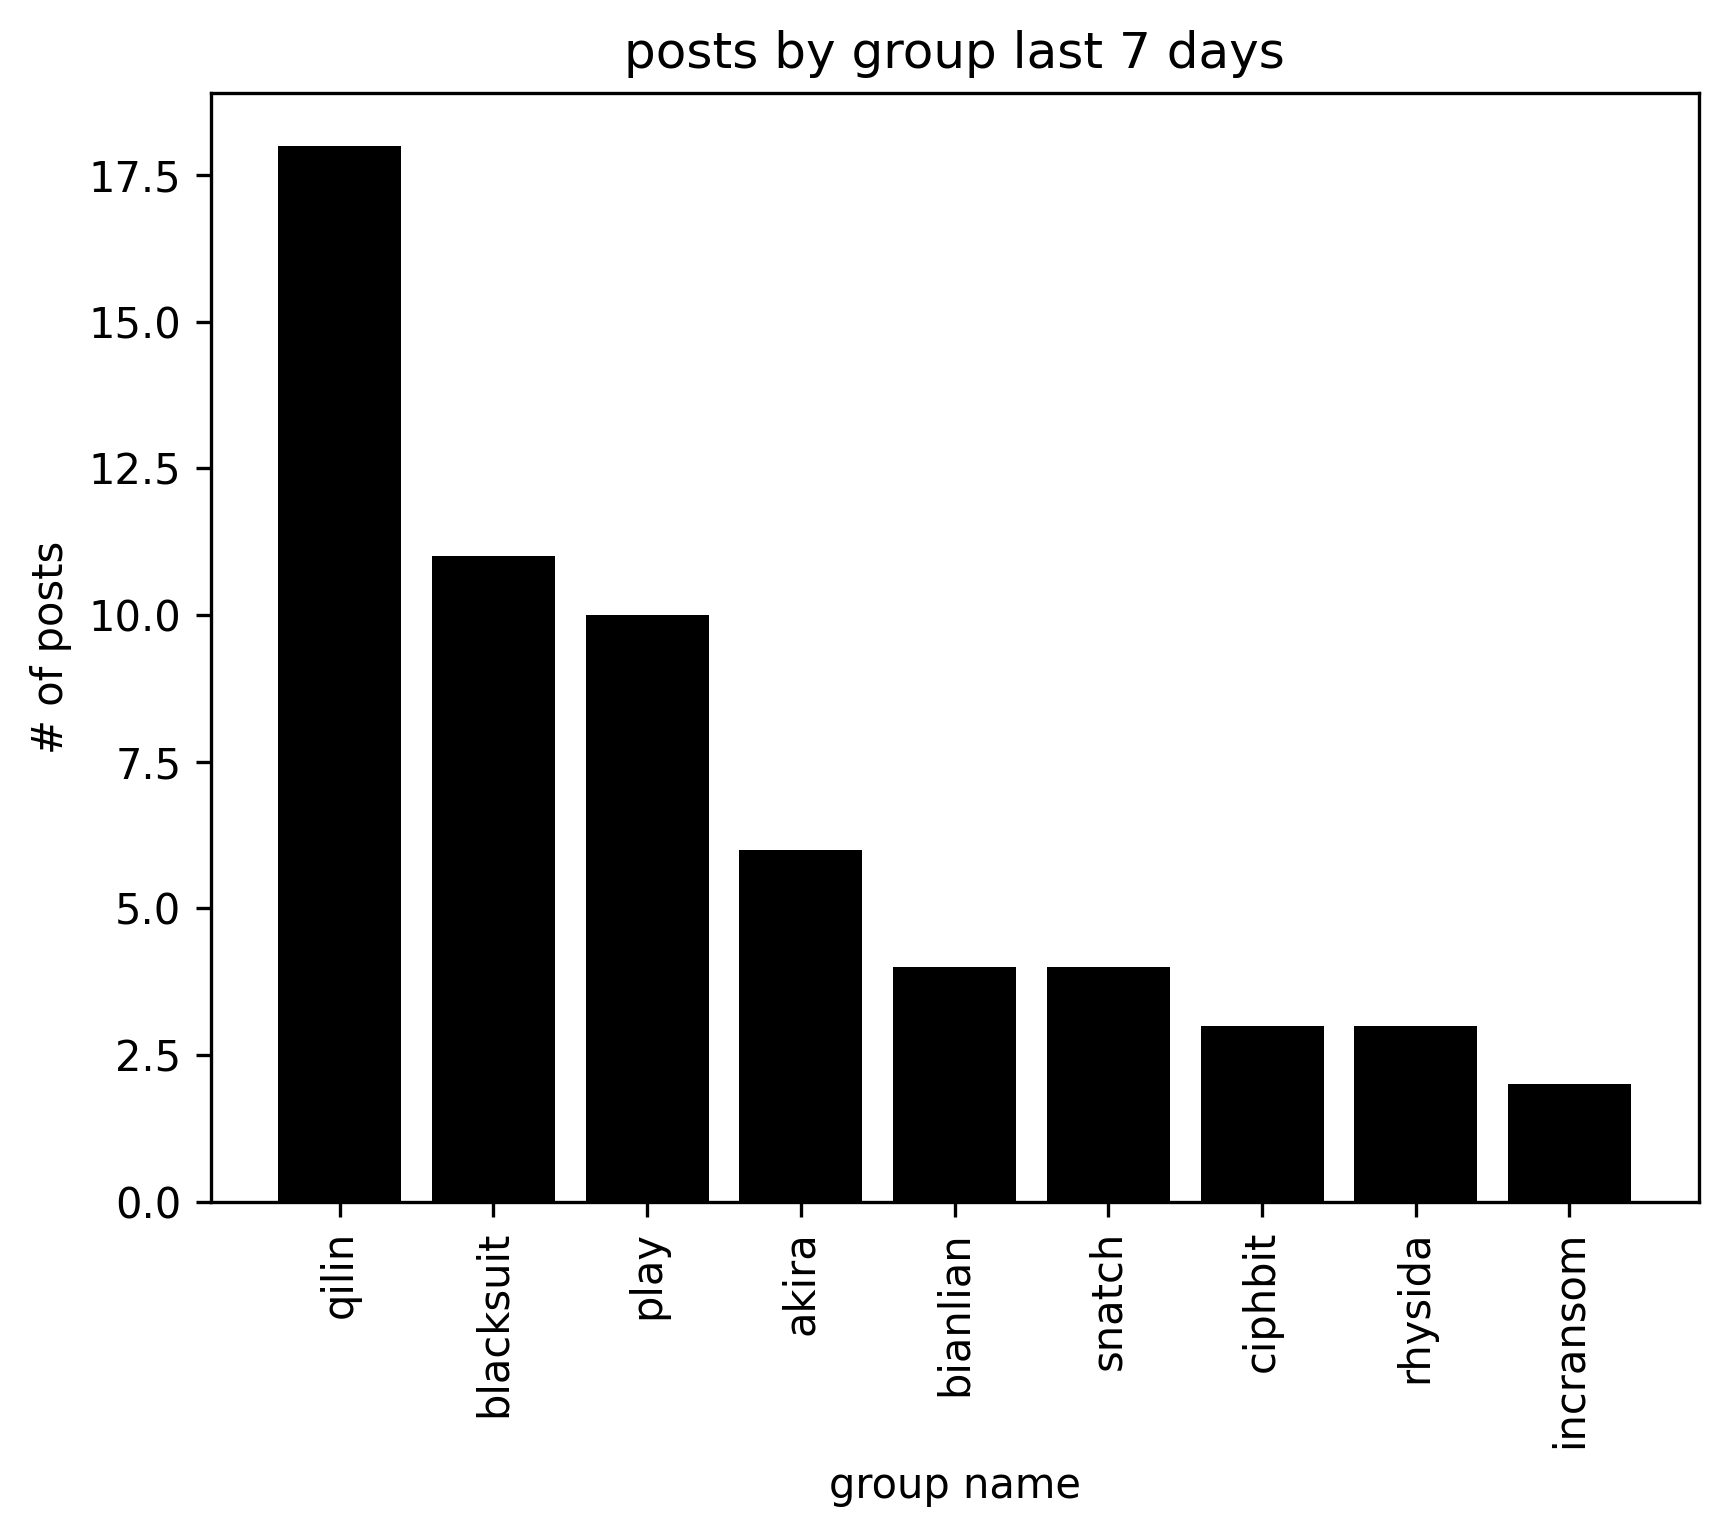 posts by group last 7 days
17.5
15.0
12.5
10.0
7.5
5.0
2.5
0.0
# of posts
qilin
blacksuit
play
akira
bianlian
snatch
ciphbit
rhysida
incransom
group name